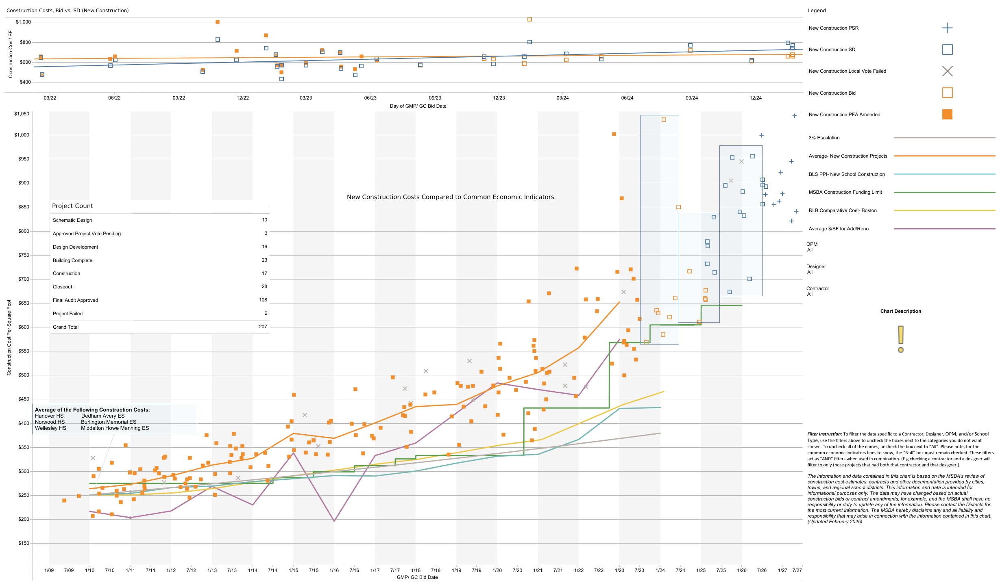 Construction Costs, Bid vs. SD (New Construction)
$1,000
$800
$600
$400
Construction Cost/ SF
03/22 06/22 09/22 12/22 03/23 06/23 09/23 12/23 03/24 06/24 09/24 12/24
Day of GMP/ GC Bid Date
$1,050
$1,000
$950
$900
$850
$800
$750
$700
$650
$600
$550
$500
$450
$400
$350
$300
$250
$200
$150
Construction Cost Per Square Foot
New Construction Costs Compared to Common Economic Indicators
Project Count
Schematic Design 10
Approved Project Vote Pending 3
Design Development 16
Building Complete 23
Construction 17
Closeout 28
Final Audit Approved 108
Project Failed 2
Grand Total 207
Average of the Following Construction Costs:
Hanover HS Dedham Avery ES
Norwood HS Burlington Memorial ES
Wellesley HS Middelton Howe Manning ES
1/09 7/09 1/10 7/10 1/11 7/11 1/12 7/12 1/13 7/13 1/14 7/14 1/15 7/15 1/16 7/16 1/17 7/17 1/18 7/18 1/19 7/19 1/20 7/20 1/21 7/21 1/22 7/22 1/23 7/23 1/24 7/24 1/25 7/25 1/26 7/26 1/27 7/27
GMP/ GC Bid Date
Legend
New Construction PSR
New Construction SD
New Construction Local Vote Failed
New Construction Bid
New Construction PFA Amended
3% Escalation
Average- New Construction Projects
BLS PPI- New School Construction
MSBA Construction Funding Limit
RLB Comparative Cost- Boston
Average $/SF for Add/Reno
OPM
All
Designer
All
Contractor
All
Chart Description
Filter Instruction: To filter the data specific to a Contractor, Designer, OPM, and/or School
Type, use the filters above to uncheck the boxes next to the categories you do not want
shown. To uncheck all of the names, uncheck the box next to “All”. Please note, for the
common economic indicators lines to show, the “Null” box must remain checked. These filters
act as “AND” filters when used in combination. (E.g checking a contractor and a designer will
filter to only those projects that had both that contractor and that designer.)
The information and data contained in this chart is based on the MSBA's review of
construction cost estimates, contracts and other documentation provided by cities,
towns, and regional school districts. This information and data is intended for
informational purposes only. The data may have changed based on actual
construction bids or contract amendments, for example, and the MSBA shall have no
responsibility or duty to update any of the information. Please contact the Districts for
the most current information. The MSBA hereby disclaims any and all liability and
responsibility that may arise in connection with the information contained in this chart.
(Updated February 2025)